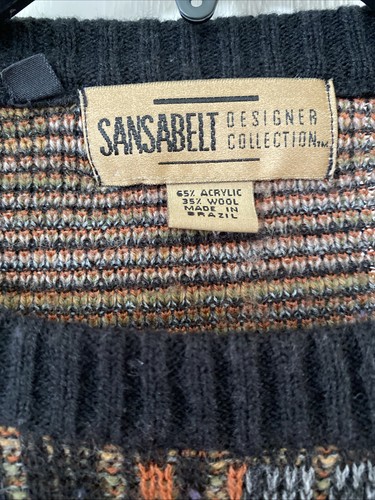 SANSABELT DESIGNER
COLLECTION™
65% ACRYLIC
35% WOOL
MADE IN
BRAZIL